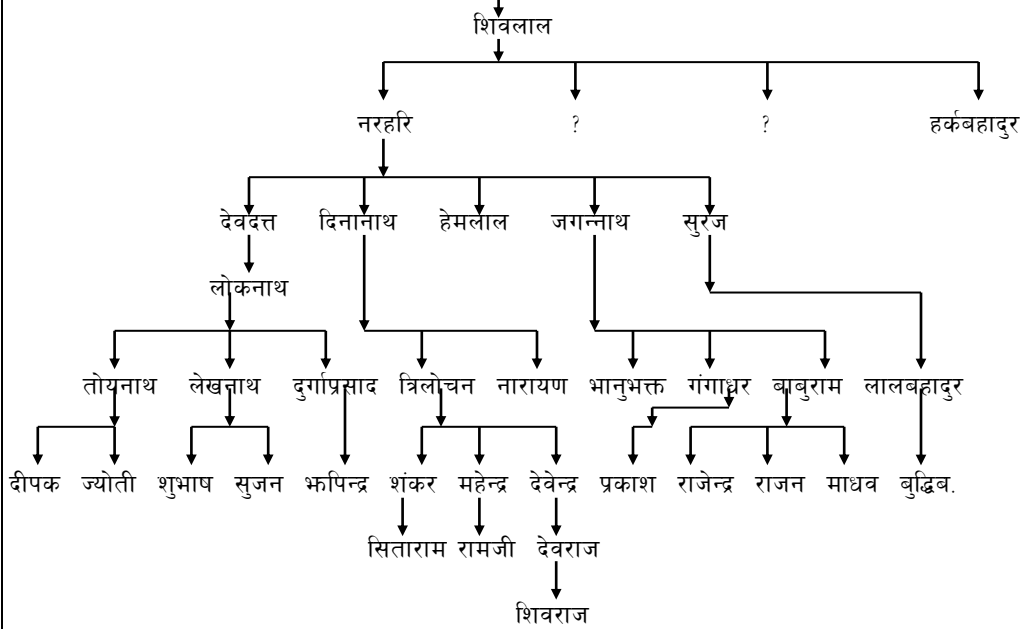 शिवलाल
नरहरि ? ? हर्कबहादुर
देवदत्त दिनानाथ हेमलाल जगन्नाथ सुरज
लोकनाथ
तोयनाथ लेखनाथ दुर्गाप्रसाद त्रिलोचन नारायण भानुभक्त गंगाधर बाबुराम लालबहादुर
दीपक ज्योती शुभाष सुजन झपिन्द्र शंकर महेन्द्र देवेन्द्र प्रकाश राजेन्द्र राजन माधव बुद्धिब.
सिताराम रामजी देवराज
शिवराज